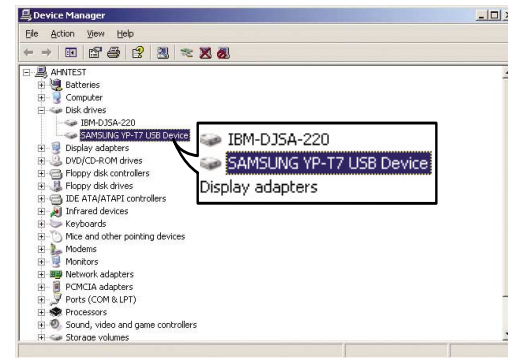 Device Manager
File Action View Help
AHNTEST
Batteries
Computer
Disk drives
IBM-DJSA-220
SAMSUNG YP-T7 USB Device
Display adapters
DVD/CD-ROM drives
Floppy disk controllers
Floppy disk drives
IDE ATA/ATAPI controllers
Infrared devices
Keyboards
Mice and other pointing devices
Modems
Monitors
Network adapters
PCMCIA adapters
Ports (COM & LPT)
Processors
Sound, video and game controllers
Storage volumes
IBM-DJSA-220
SAMSUNG YP-T7 USB Device
Display adapters